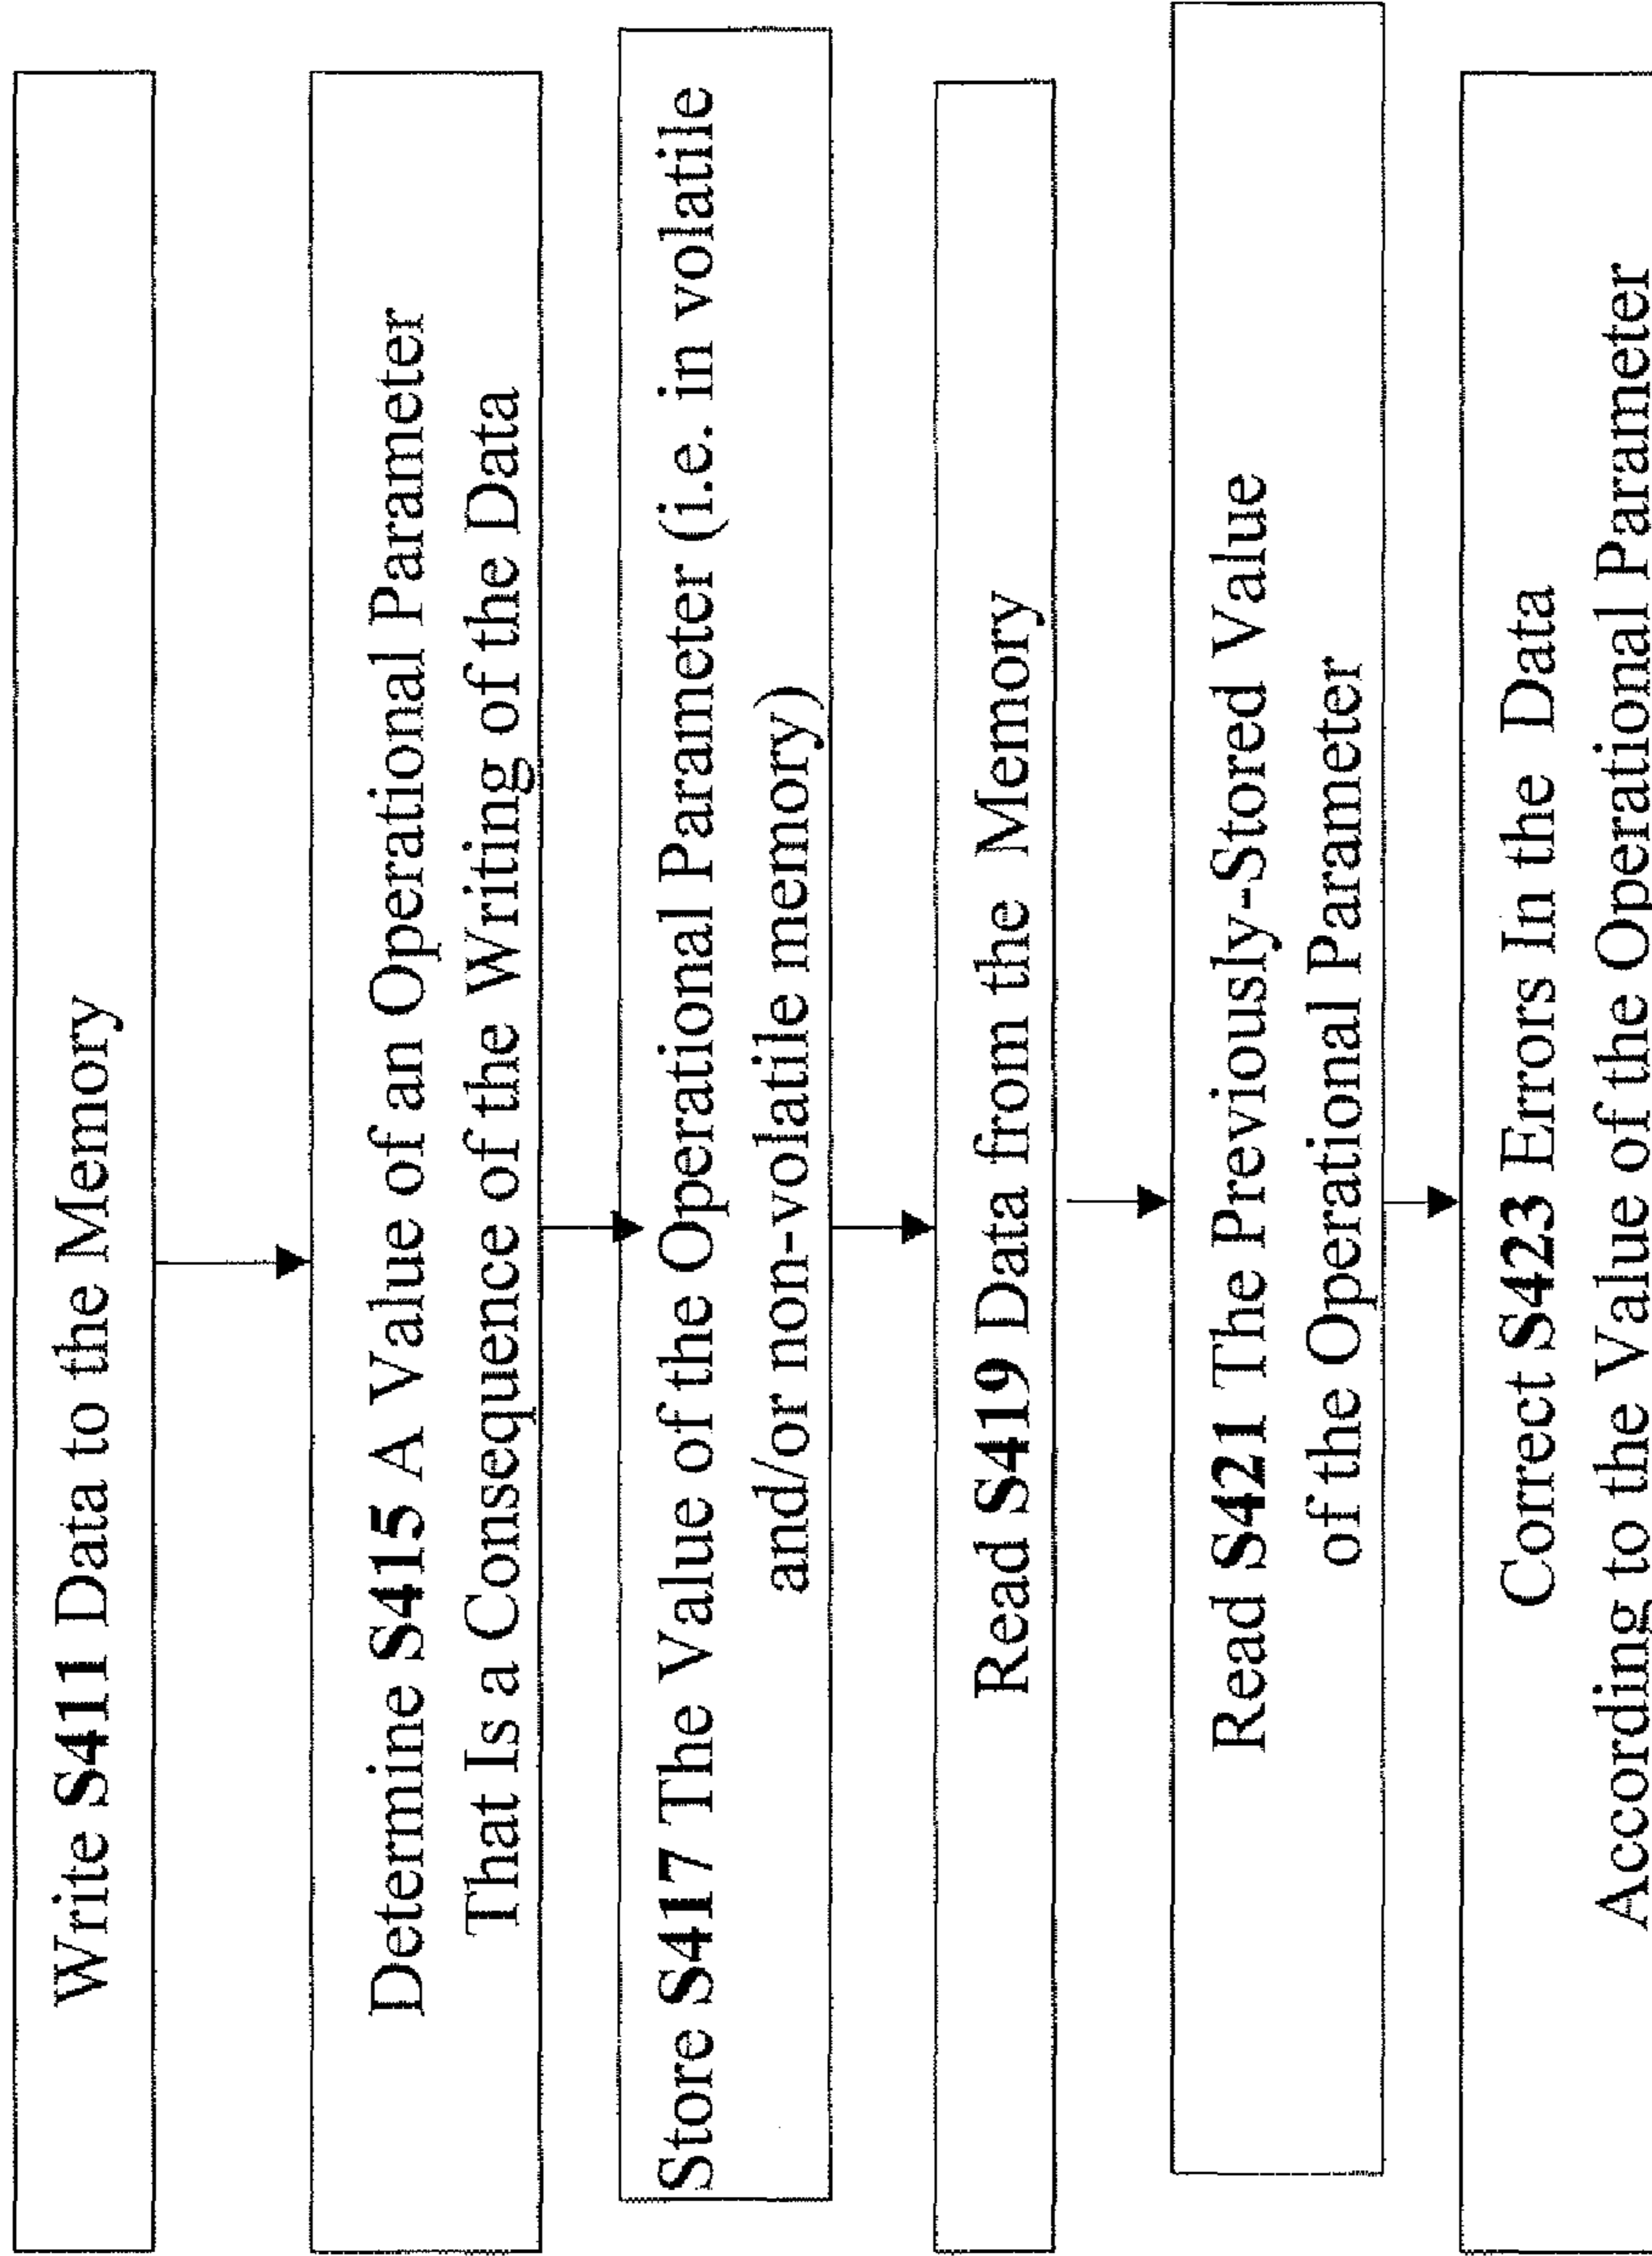 Write S411 Data to the Memory
Determine S415 A Value of an Operational Parameter
That Is a Consequence of the Writing of the Data
Store S417 The Value of the Operational Parameter (i.e. in volatile
and/or non-volatile memory)
Read S419 Data from the Memory
Read S421 The Previously-Stored Value
of the Operational Parameter
Correct S423 Errors In the Data
According to the Value of the Operational Parameter